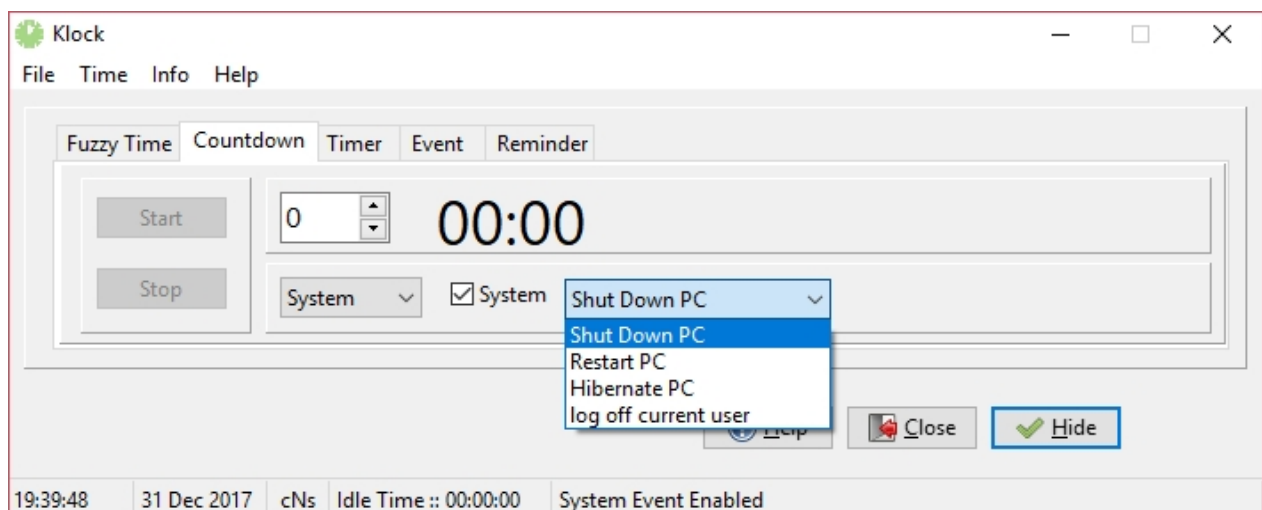 Klock
File Time Info Help
Fuzzy Time Countdown Timer Event Reminder
Start
0
00:00
Stop
System
System
Shut Down PC
Shut Down PC
Restart PC
Hibernate PC
log off current user
Close
Hide
19:39:48 31 Dec 2017 cNs Idle Time :: 00:00:00 System Event Enabled